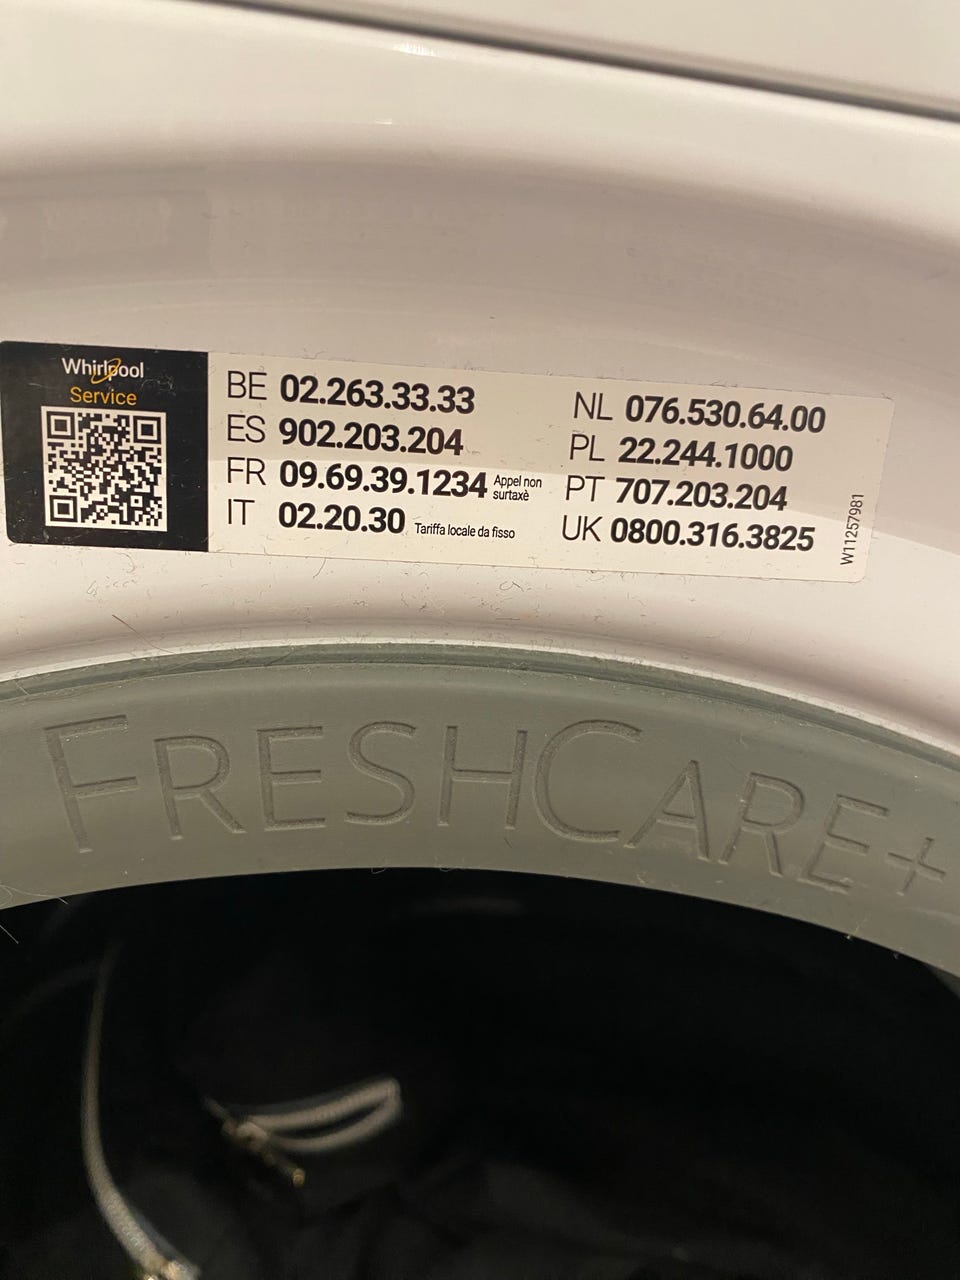 Whirlpool
Service
BE 02.263.33.33
ES 902.203.204
FR 09.69.39.1234 Appel non
surtaxè
IT 02.20.30 Tariffa locale da fisso
NL 076.530.64.00
PL 22.244.1000
PT 707.203.204
UK 0800.316.3825
W11257981
FRESHCARE+